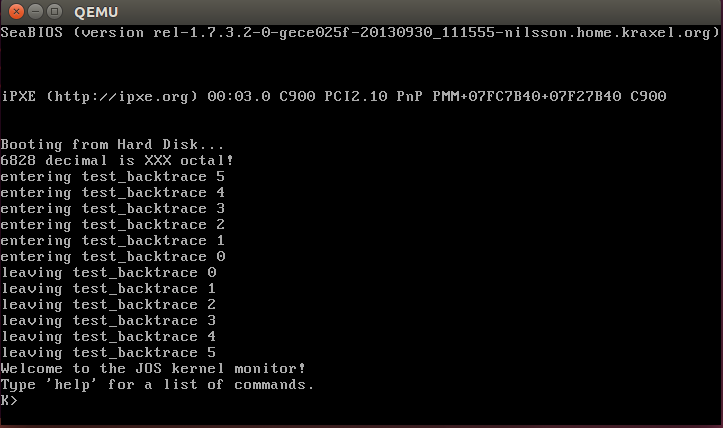 QEMU
SeaBIOS (version rel-1.7.3.2-0-gece025f-20130930_111555-nilsson.home.kraxel.org)
iPXE (http://ipxe.org) 00:03.0 C900 PCI2.10 PnP PMM+07FC7B40+07F27B40 C900
Booting from Hard Disk...
6828 decimal is XXX octal!
entering test_backtrace 5
entering test_backtrace 4
entering test_backtrace 3
entering test_backtrace 2
entering test_backtrace 1
entering test_backtrace 0
leaving test_backtrace 0
leaving test_backtrace 1
leaving test_backtrace 2
leaving test_backtrace 3
leaving test_backtrace 4
leaving test_backtrace 5
Welcome to the JOS kernel monitor!
Type 'help' for a list of commands.
K>